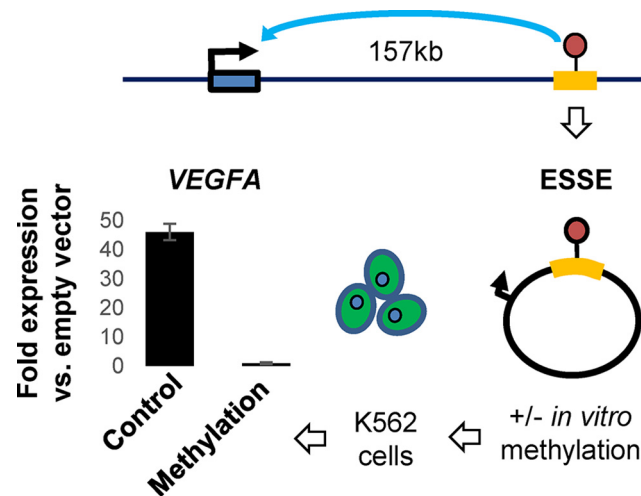 157kb
VEGFA
ESSE
Fold expression
vs. empty vector
50
40
30
20
10
0
Control
Methylation
K562
cells
+/- in vitro
methylation